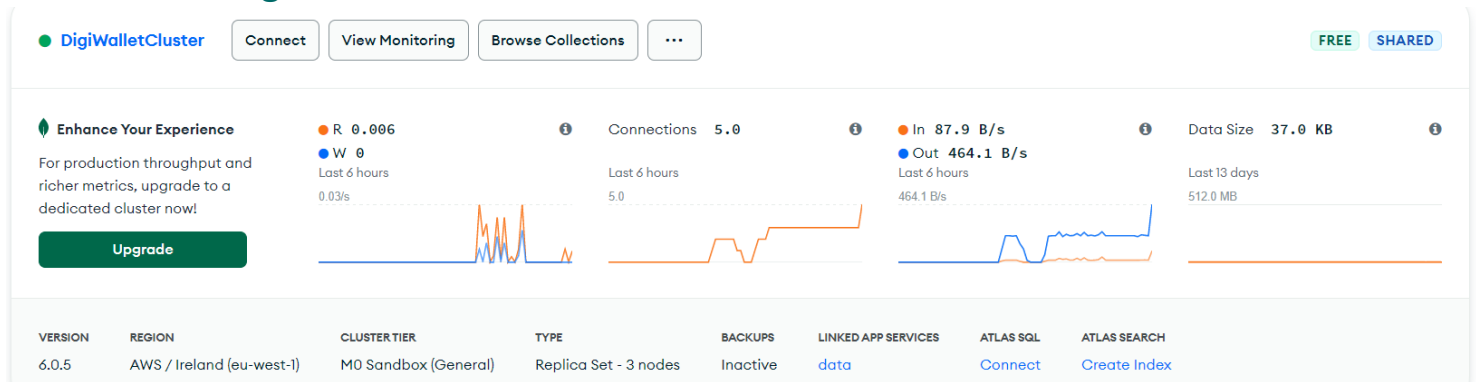 DigiWalletCluster
Connect
View Monitoring
Browse Collections
...
FREE
SHARED
Enhance Your Experience
For production throughput and
richer metrics, upgrade to a
dedicated cluster now!
Upgrade
R 0.006
W 0
Last 6 hours
0.03/s
Connections 5.0
Last 6 hours
5.0
In 87.9 B/s
Out 464.1 B/s
Last 6 hours
464.1 B/s
Data Size 37.0 KB
Last 13 days
512.0 MB
VERSION
6.0.5
REGION
AWS / Ireland (eu-west-1)
CLUSTER TIER
M0 Sandbox (General)
TYPE
Replica Set - 3 nodes
BACKUPS
Inactive
LINKED APP SERVICES
data
ATLAS SQL
Connect
ATLAS SEARCH
Create Index